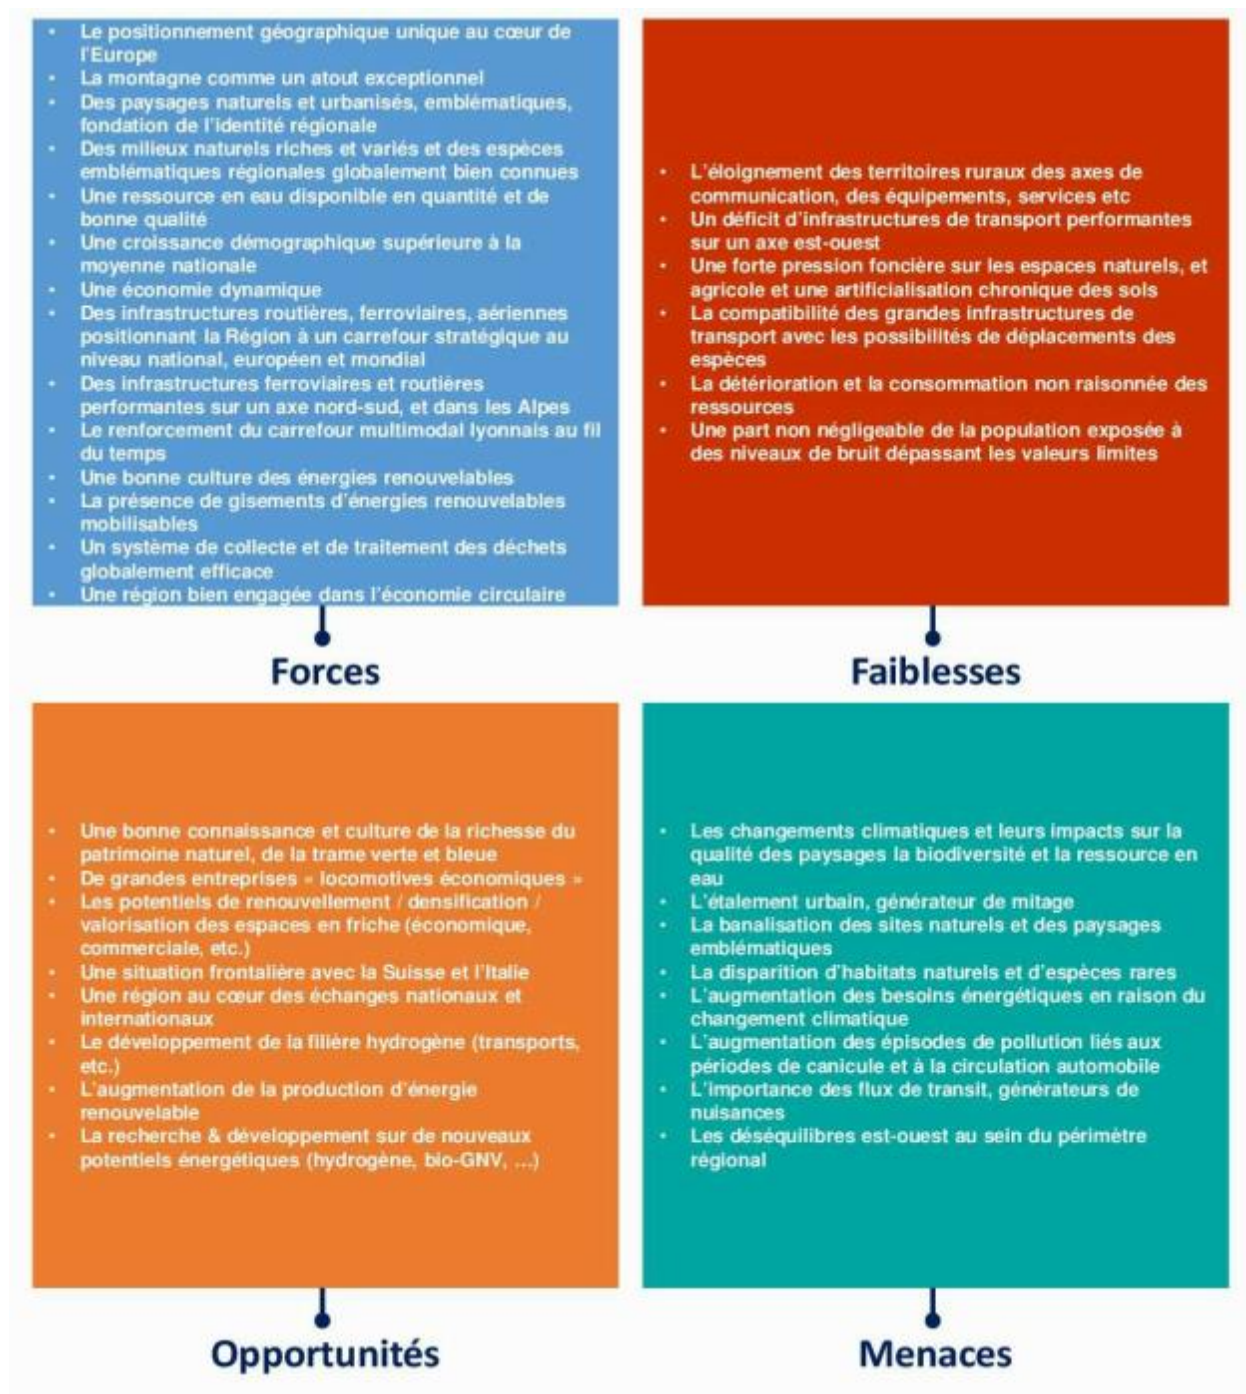 • Le positionnement géographique unique au cœur de
l'Europe
• La montagne comme un atout exceptionnel
• Des paysages naturels et urbanisés, emblématiques,
fondation de l'identité régionale
• Des milieux naturels riches et variés et des espèces
emblématiques régionales globalement bien connues
• Une ressource en eau disponible en quantité et de
bonne qualité
• Une croissance démographique supérieure à la
moyenne nationale
• Une économie dynamique
• Des infrastructures routières, ferroviaires, aériennes
positionnant la Région à un carrefour stratégique au
niveau national, européen et mondial
• Des infrastructures ferroviaires et routières
performantes sur un axe nord-sud, et dans les Alpes
• Le renforcement du carrefour multimodal lyonnais au fil
du temps
• Une bonne culture des énergies renouvelables
• La présence de gisements d'énergies renouvelables
mobilisables
• Un système de collecte et de traitement des déchets
globalement efficace
• Une région bien engagée dans l'économie circulaire
Forces
• L'éloignement des territoires ruraux des axes de
communication, des équipements, services etc
• Un déficit d'infrastructures de transport performantes
sur un axe est-ouest
• Une forte pression foncière sur les espaces naturels, et
agricole et une artificialisation chronique des sols
• La compatibilité des grandes infrastructures de
transport avec les possibilités de déplacements des
espèces
• La détérioration et la consommation non raisonnée des
ressources
• Une part non négligeable de la population exposée à
des niveaux de bruit dépassant les valeurs limites
Faiblesses
• Une bonne connaissance et culture de la richesse du
patrimoine naturel, de la trame verte et bleue
• De grandes entreprises « locomotives économiques »
• Les potentiels de renouvellement / densification /
valorisation des espaces en friche (économique,
commerciale, etc.)
• Une situation frontalière avec la Suisse et l'Italie
• Une région au cœur des échanges nationaux et
internationaux
• Le développement de la filière hydrogène (transports,
etc.)
• L'augmentation de la production d'énergie
renouvelable
• La recherche & développement sur de nouveaux
potentiels énergétiques (hydrogène, bio-GNV, ...)
Opportunités
• Les changements climatiques et leurs impacts sur la
qualité des paysages la biodiversité et la ressource en
eau
• L'étalement urbain, générateur de mitage
• La banalisation des sites naturels et des paysages
emblématiques
• La disparition d'habitats naturels et d'espèces rares
• L'augmentation des besoins énergétiques en raison du
changement climatique
• L'augmentation des épisodes de pollution liés aux
périodes de canicule et à la circulation automobile
• L'importance des flux de transit, générateurs de
nuisances
• Les déséquilibres est-ouest au sein du périmètre
régional
Menaces